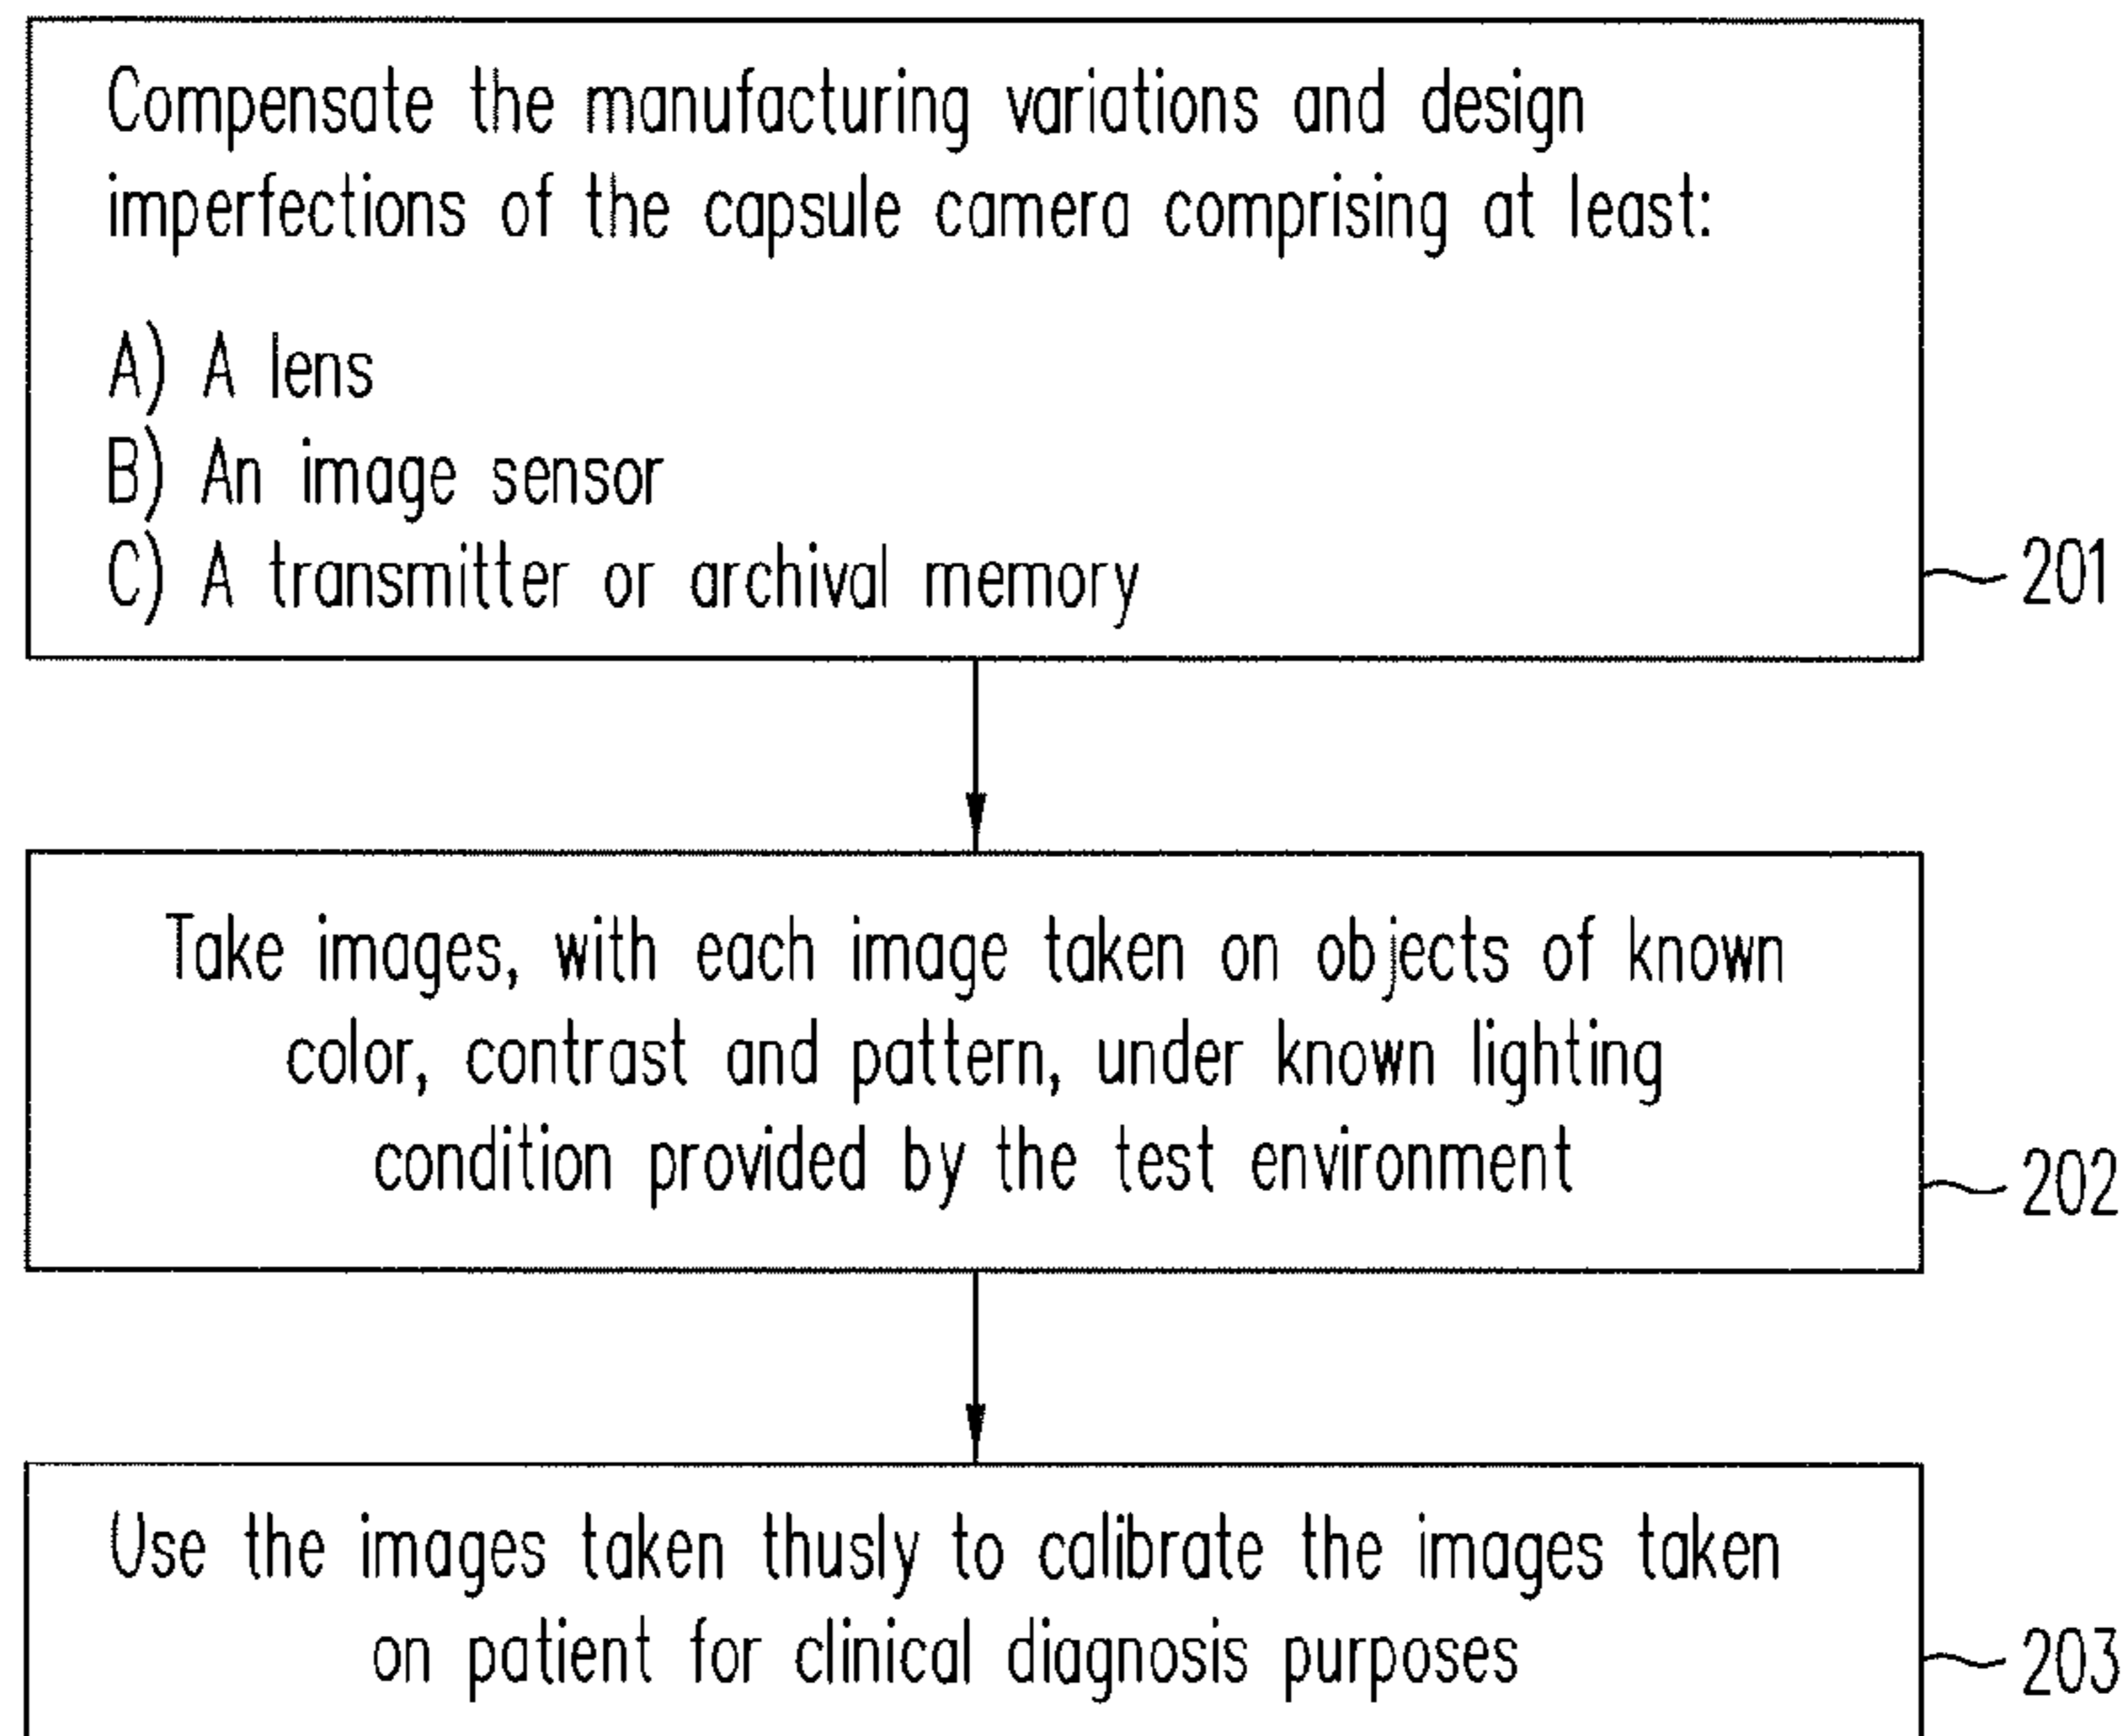 Compensate the manufacturing variations and design
imperfections of the capsule camera comprising at least:
A) A lens
B) An image sensor
C) A transmitter or archival memory
201
Take images, with each image taken on objects of known
color, contrast and pattern, under known lighting
condition provided by the test environment
202
Use the images taken thusly to calibrate the images taken
on patient for clinical diagnosis purposes
203